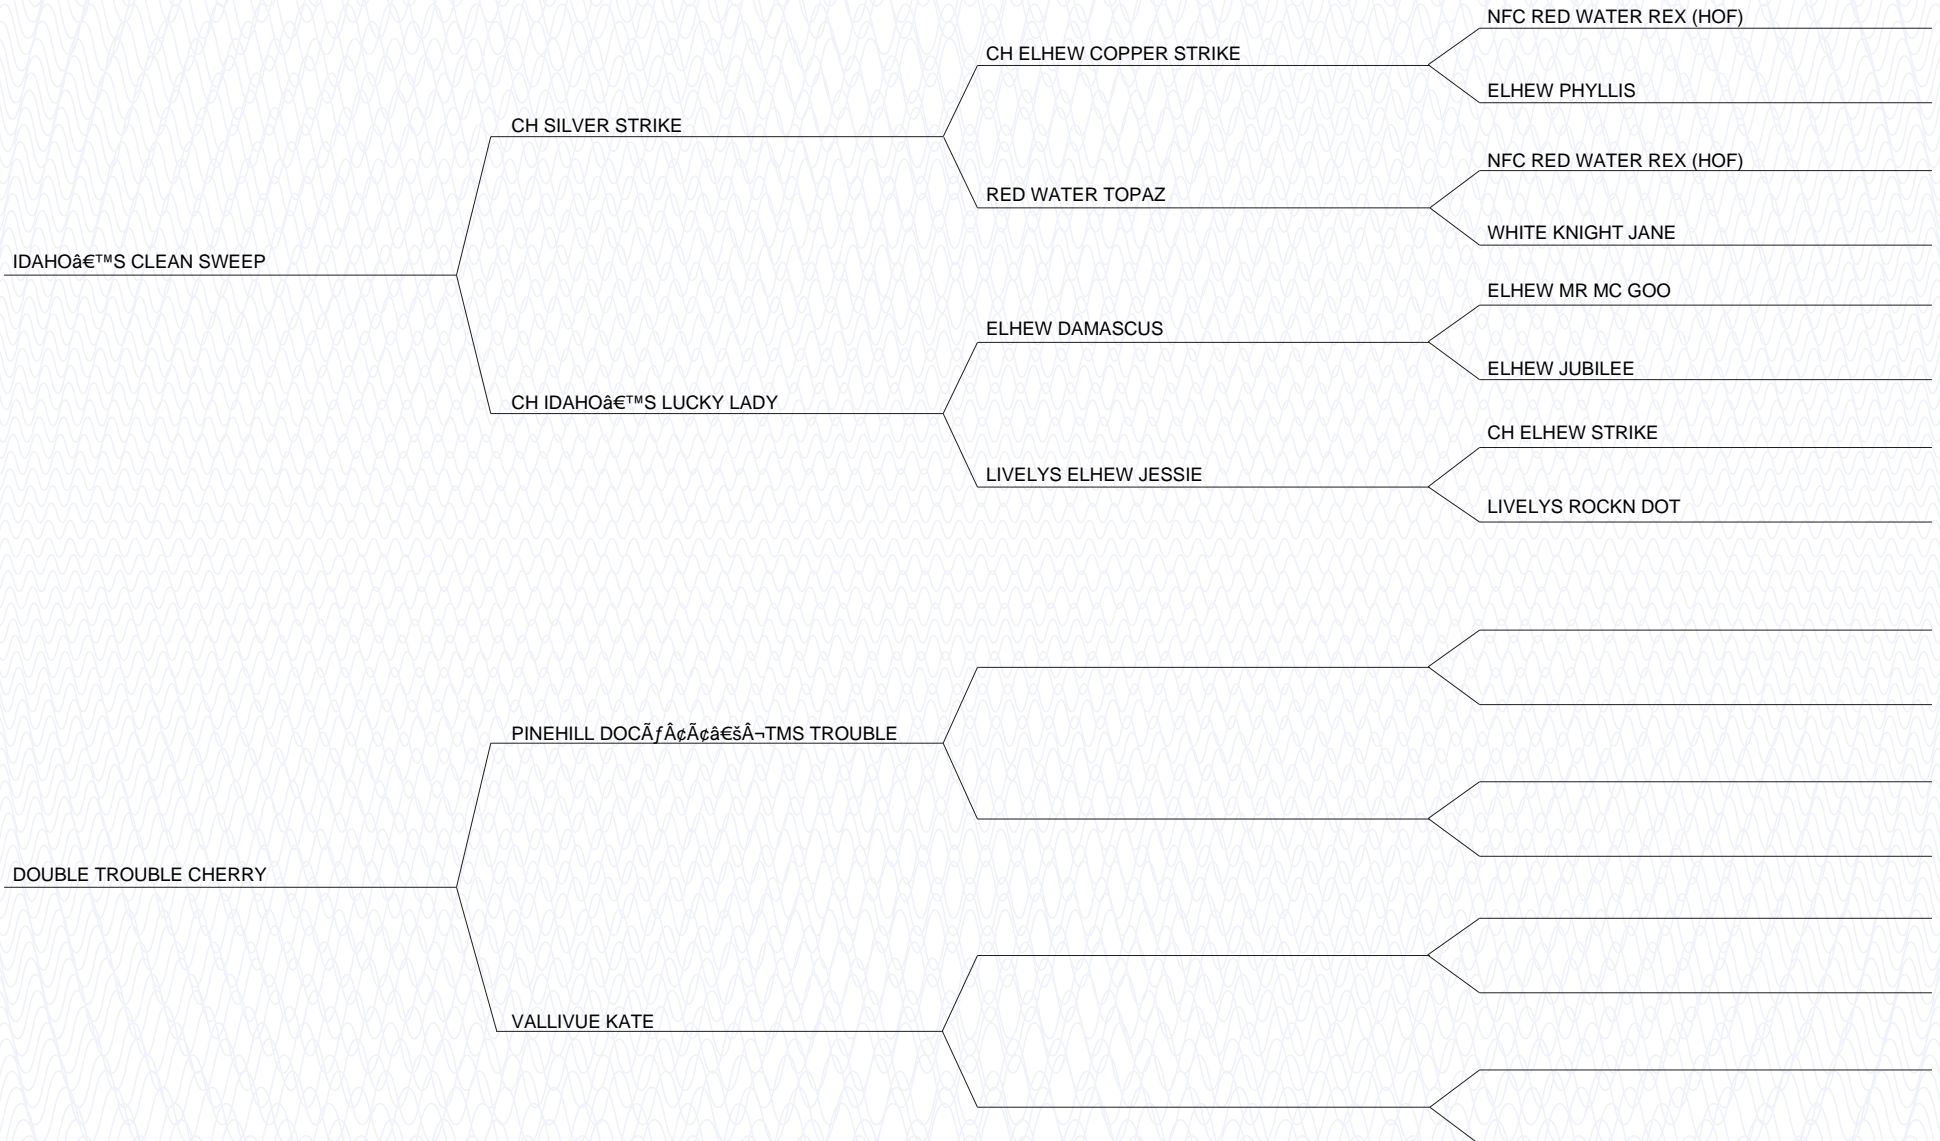 NFC RED WATER REX (HOF)
CH ELHEW COPPER STRIKE
ELHEW PHYLLIS
CH SILVER STRIKE
NFC RED WATER REX (HOF)
RED WATER TOPAZ
WHITE KNIGHT JANE
IDAHOâ€™S CLEAN SWEEP
ELHEW MR MC GOO
ELHEW DAMASCUS
ELHEW JUBILEE
CH IDAHOâ€™S LUCKY LADY
CH ELHEW STRIKE
LIVELYS ELHEW JESSIE
LIVELYS ROCKN DOT
PINEHILL DOCÃƒÂ¢Ã¢â€šÂ¬TMS TROUBLE
DOUBLE TROUBLE CHERRY
VALLIVUE KATE